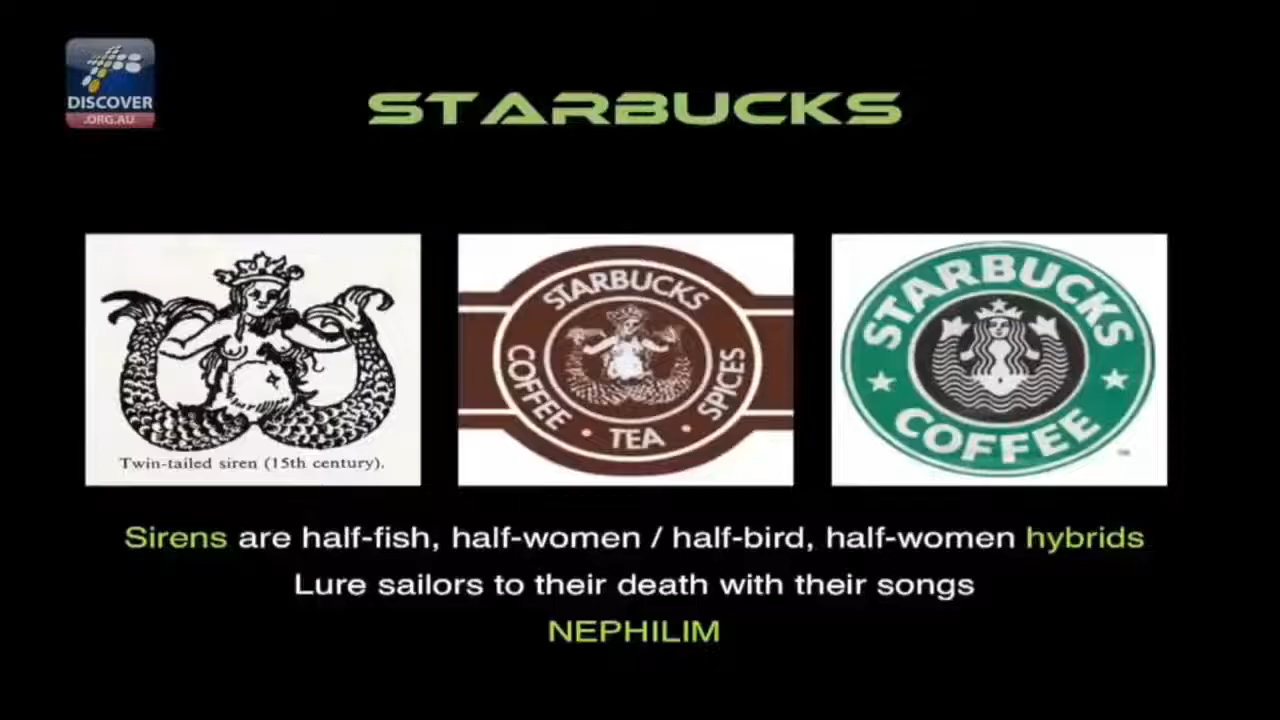 DISCOVER
.ORG.AU
STARBUCKS
Twin-tailed siren (15th century).
STARBUCKS
COFFEE • TEA • SPICES
STARBUCKS
COFFEE
Sirens are half-fish, half-women / half-bird, half-women hybrids
Lure sailors to their death with their songs
NEPHILIM